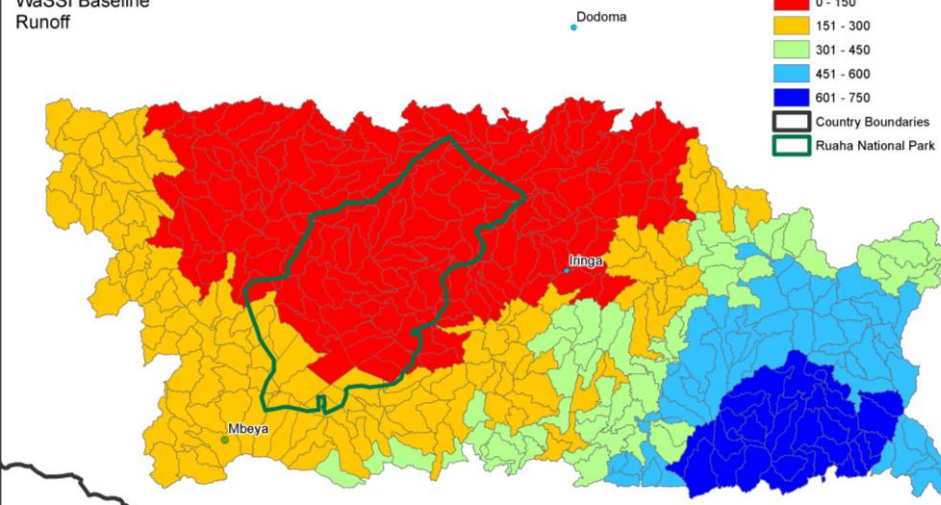 WaSSI Baseline
Runoff
Dodoma
0 - 150
151 - 300
301 - 450
451 - 600
601 - 750
Country Boundaries
Ruaha National Park
Iringa
Mbeya